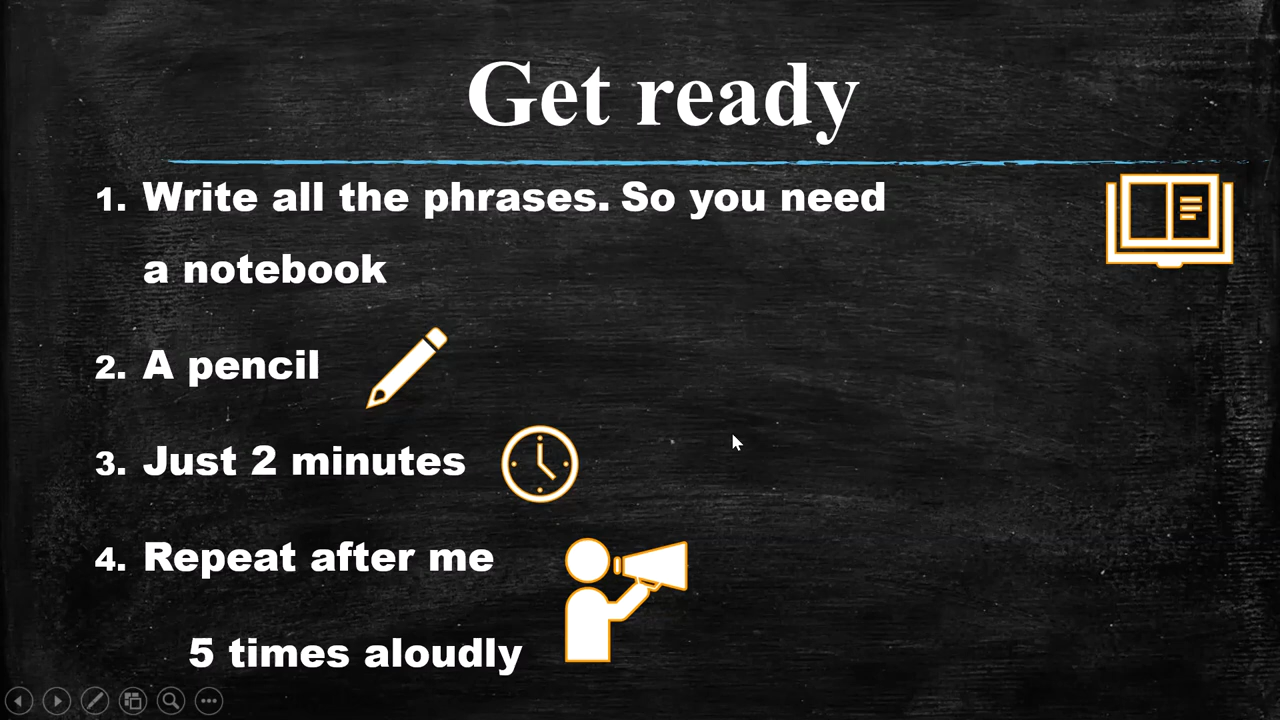 Get ready
1. Write all the phrases. So you need
a notebook
2. A pencil
3. Just 2 minutes
4. Repeat after me
5 times aloudly